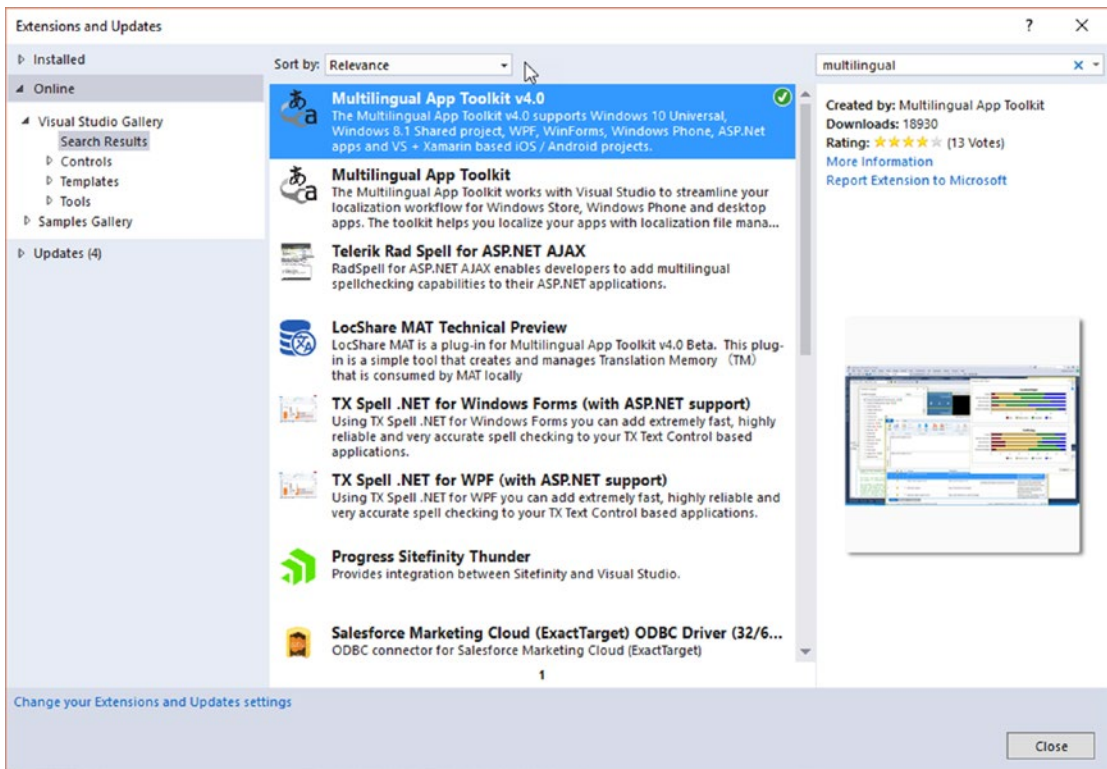 Extensions and Updates
? ×
Installed
Online
Visual Studio Gallery
Search Results
Controls
Templates
Tools
Samples Gallery
Updates (4)
Sort by: Relevance
Multilingual App Toolkit v4.0
The Multilingual App Toolkit v4.0 supports Windows 10 Universal,
Windows 8.1 Shared project, WPF, WinForms, Windows Phone, ASP.Net
apps and VS + Xamarin based iOS / Android projects.
Multilingual App Toolkit
The Multilingual App Toolkit works with Visual Studio to streamline your
localization workflow for Windows Store, Windows Phone and desktop
apps. The toolkit helps you localize your apps with localization file mana...
Telerik Rad Spell for ASP.NET AJAX
RadSpell for ASP.NET AJAX enables developers to add multilingual
spellchecking capabilities to their ASP.NET applications.
LocShare MAT Technical Preview
LocShare MAT is a plug-in for Multilingual App Toolkit v4.0 Beta. This plug-
in is a simple tool that creates and manages Translation Memory （TM）
that is consumed by MAT locally
TX Spell .NET for Windows Forms (with ASP.NET support)
Using TX Spell .NET for Windows Forms you can add extremely fast, highly
reliable and very accurate spell checking to your TX Text Control based
applications.
TX Spell .NET for WPF (with ASP.NET support)
Using TX Spell .NET for WPF you can add extremely fast, highly reliable and
very accurate spell checking to your TX Text Control based applications.
Progress Sitefinity Thunder
Provides integration between Sitefinity and Visual Studio.
Salesforce Marketing Cloud (ExactTarget) ODBC Driver (32/6...
ODBC connector for Salesforce Marketing Cloud (ExactTarget)
1
multilingual
Created by: Multilingual App Toolkit
Downloads: 18930
Rating: ★★★★☆ (13 Votes)
More Information
Report Extension to Microsoft
Change your Extensions and Updates settings
Close